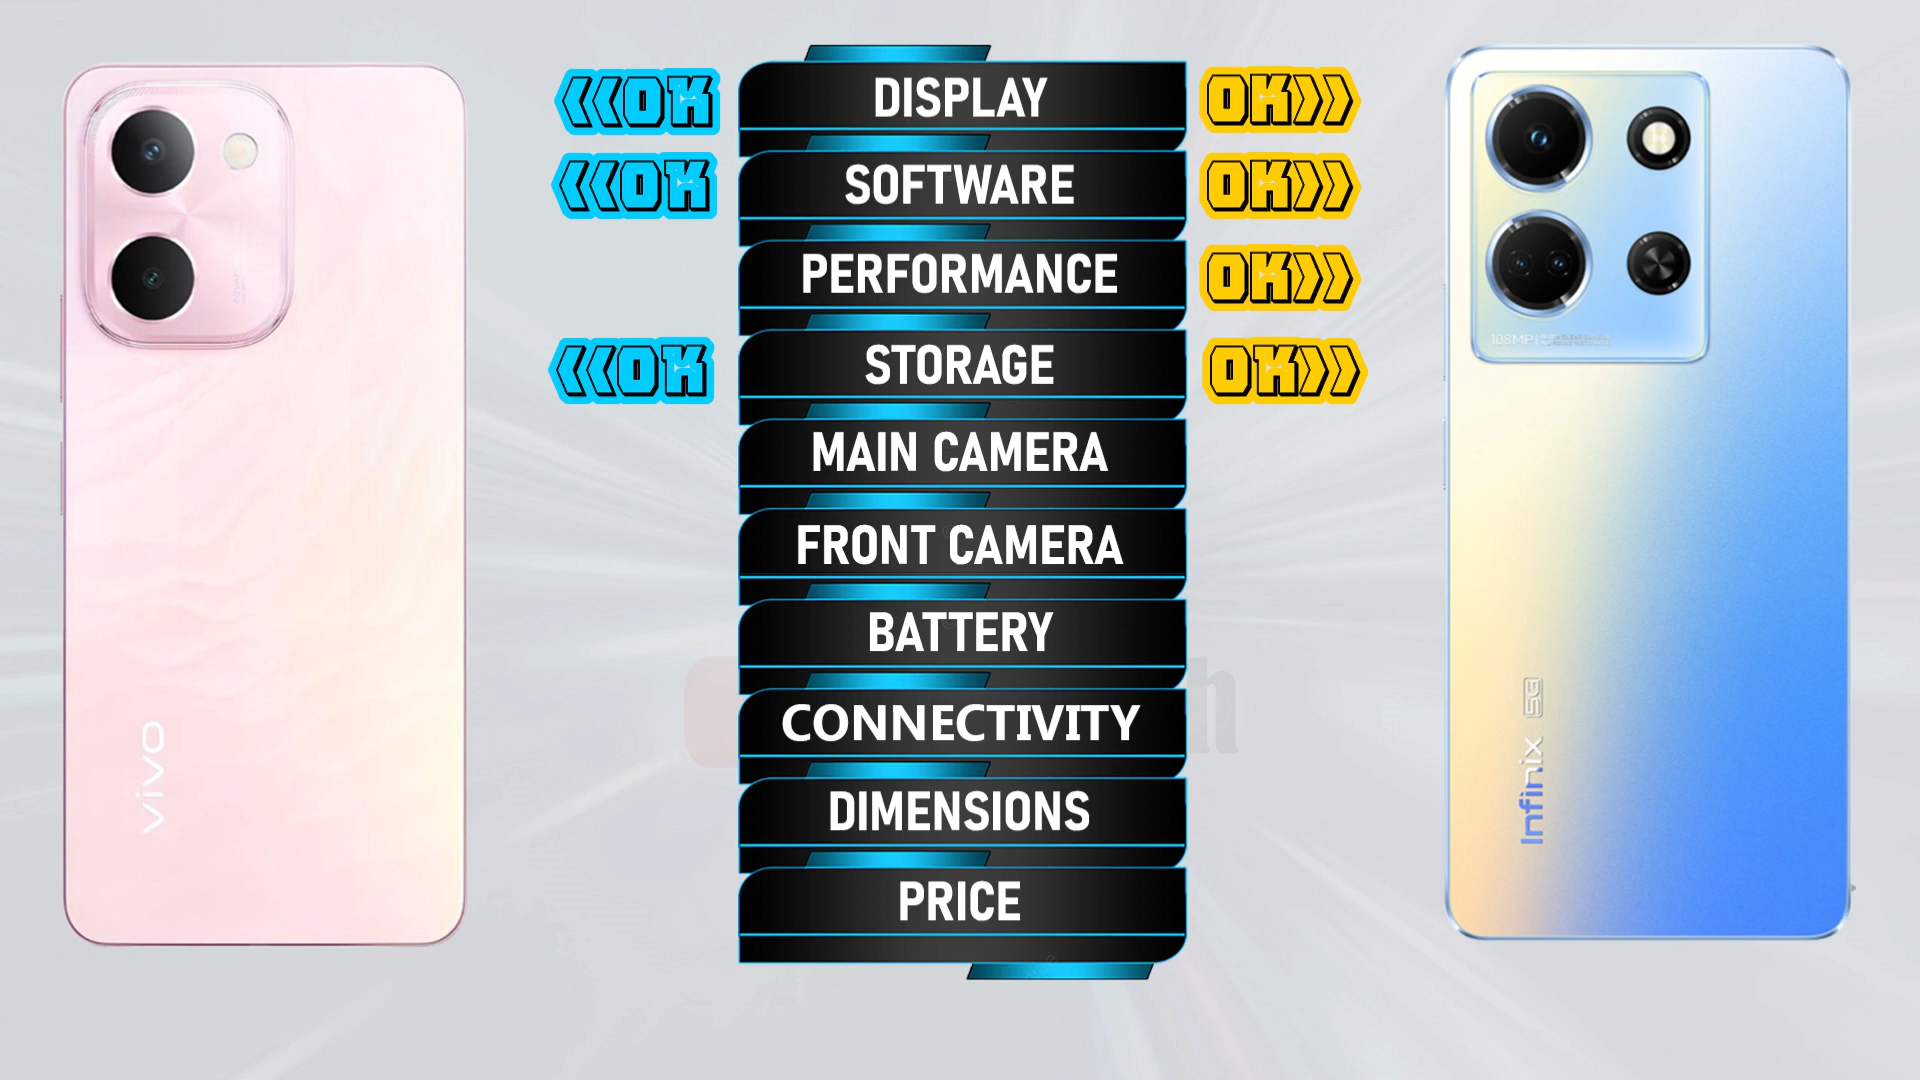 <<OK DISPLAY OK>>
<<OK SOFTWARE OK>>
PERFORMANCE OK>>
<<OK STORAGE OK>>
MAIN CAMERA
FRONT CAMERA
BATTERY
CONNECTIVITY
DIMENSIONS
PRICE
vivo
108MP
Infinix 5G